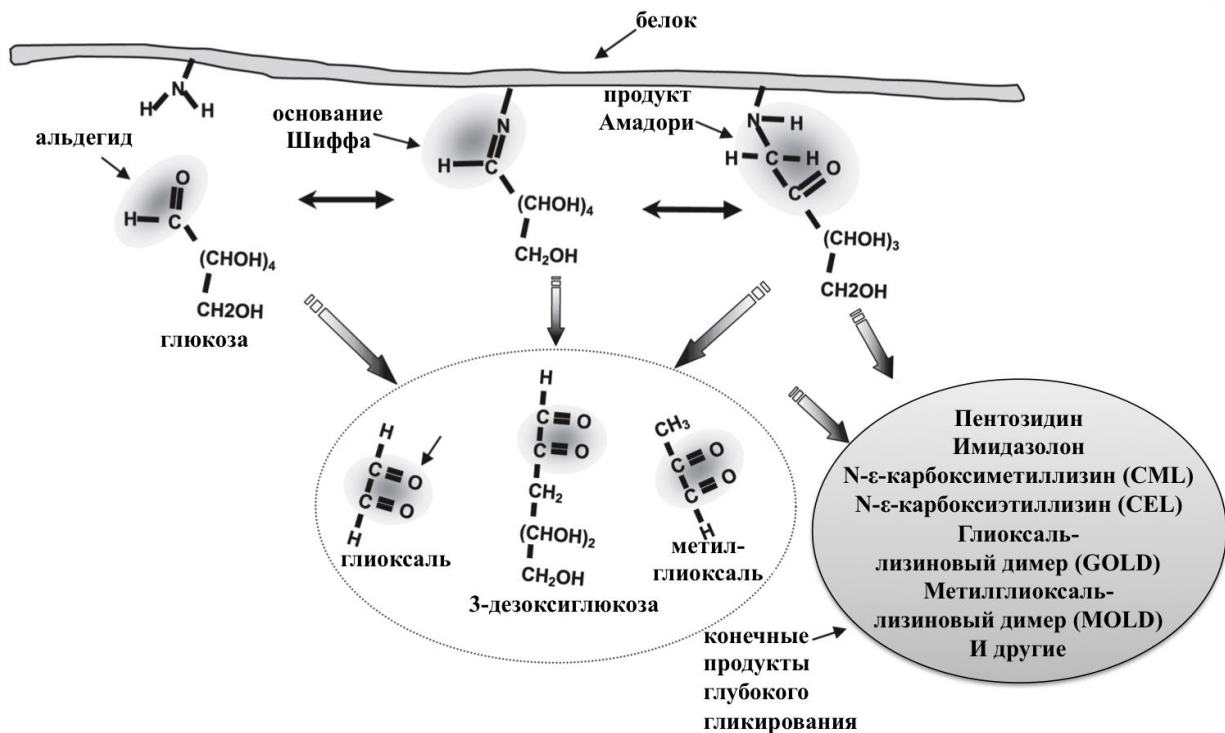 белок
N
H H
альдегид
O
H C
(CHOH)4
CH2OH
глюкоза
основание
Шиффа
N
H C
(CHOH)4
CH2OH
продукт
Амадори
N H
H C H O
C
(CHOH)3
CH2OH
H
C O
C O
H
глиоксаль
H
C O
C O
CH2
(CHOH)2
CH2OH
3-дезоксиглюкоза
CH3
C O
C O
H
метил-
глиоксаль
Пентозидин
Имидазолон
N-ε-карбоксиметиллизин (CML)
N-ε-карбоксиэтиллизин (CEL)
Глиоксаль-
лизиновый димер (GOLD)
Метилглиоксаль-
лизиновый димер (MOLD)
И другие
конечные
продукты
глубокого
гликирования